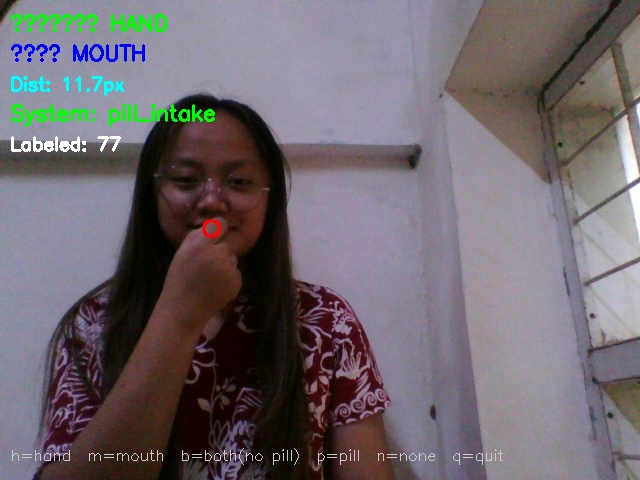 ??????? HAND
???? MOUTH
Dist: 11.7px
System: pill_intake
Labeled: 77
h=hand m=mouth b=both(no pill) p=pill n=none q=quit